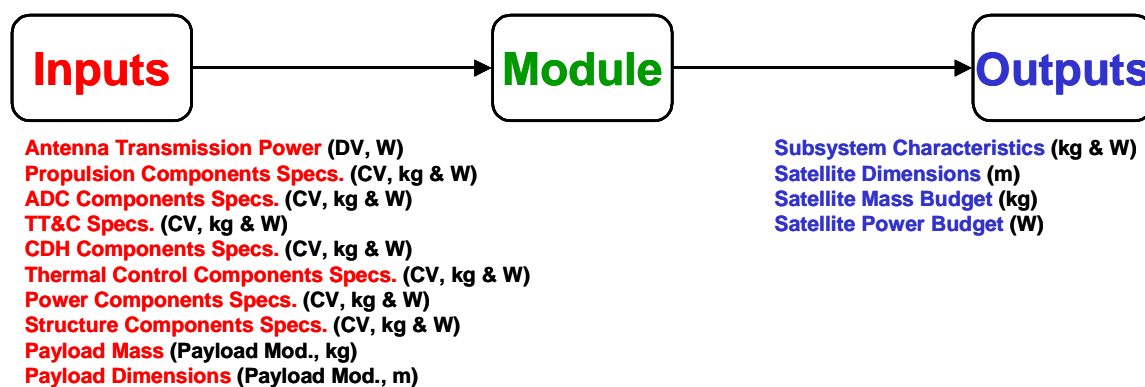 Inputs
Module
Outputs
Antenna Transmission Power (DV, W)
Propulsion Components Specs. (CV, kg & W)
ADC Components Specs. (CV, kg & W)
TT&C Specs. (CV, kg & W)
CDH Components Specs. (CV, kg & W)
Thermal Control Components Specs. (CV, kg & W)
Power Components Specs. (CV, kg & W)
Structure Components Specs. (CV, kg & W)
Payload Mass (Payload Mod., kg)
Payload Dimensions (Payload Mod., m)
Subsystem Characteristics (kg & W)
Satellite Dimensions (m)
Satellite Mass Budget (kg)
Satellite Power Budget (W)